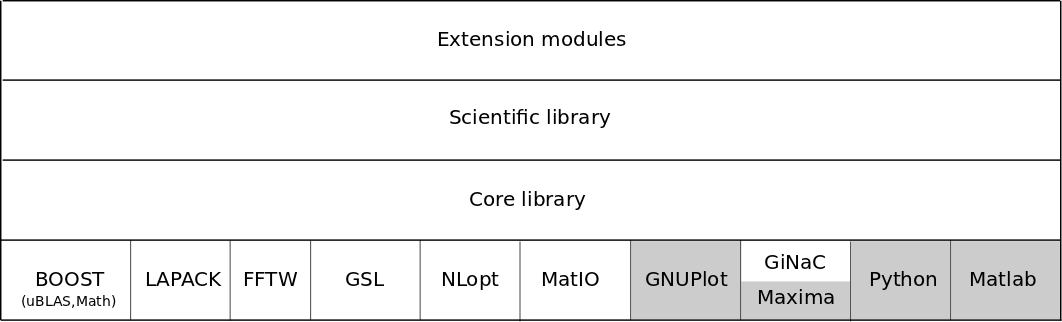 Extension modules
Scientific library
Core library
BOOST
(uBLAS,Math)
LAPACK
FFTW
GSL
NLopt
MatIO
GNUPlot
GiNaC
Maxima
Python
Matlab